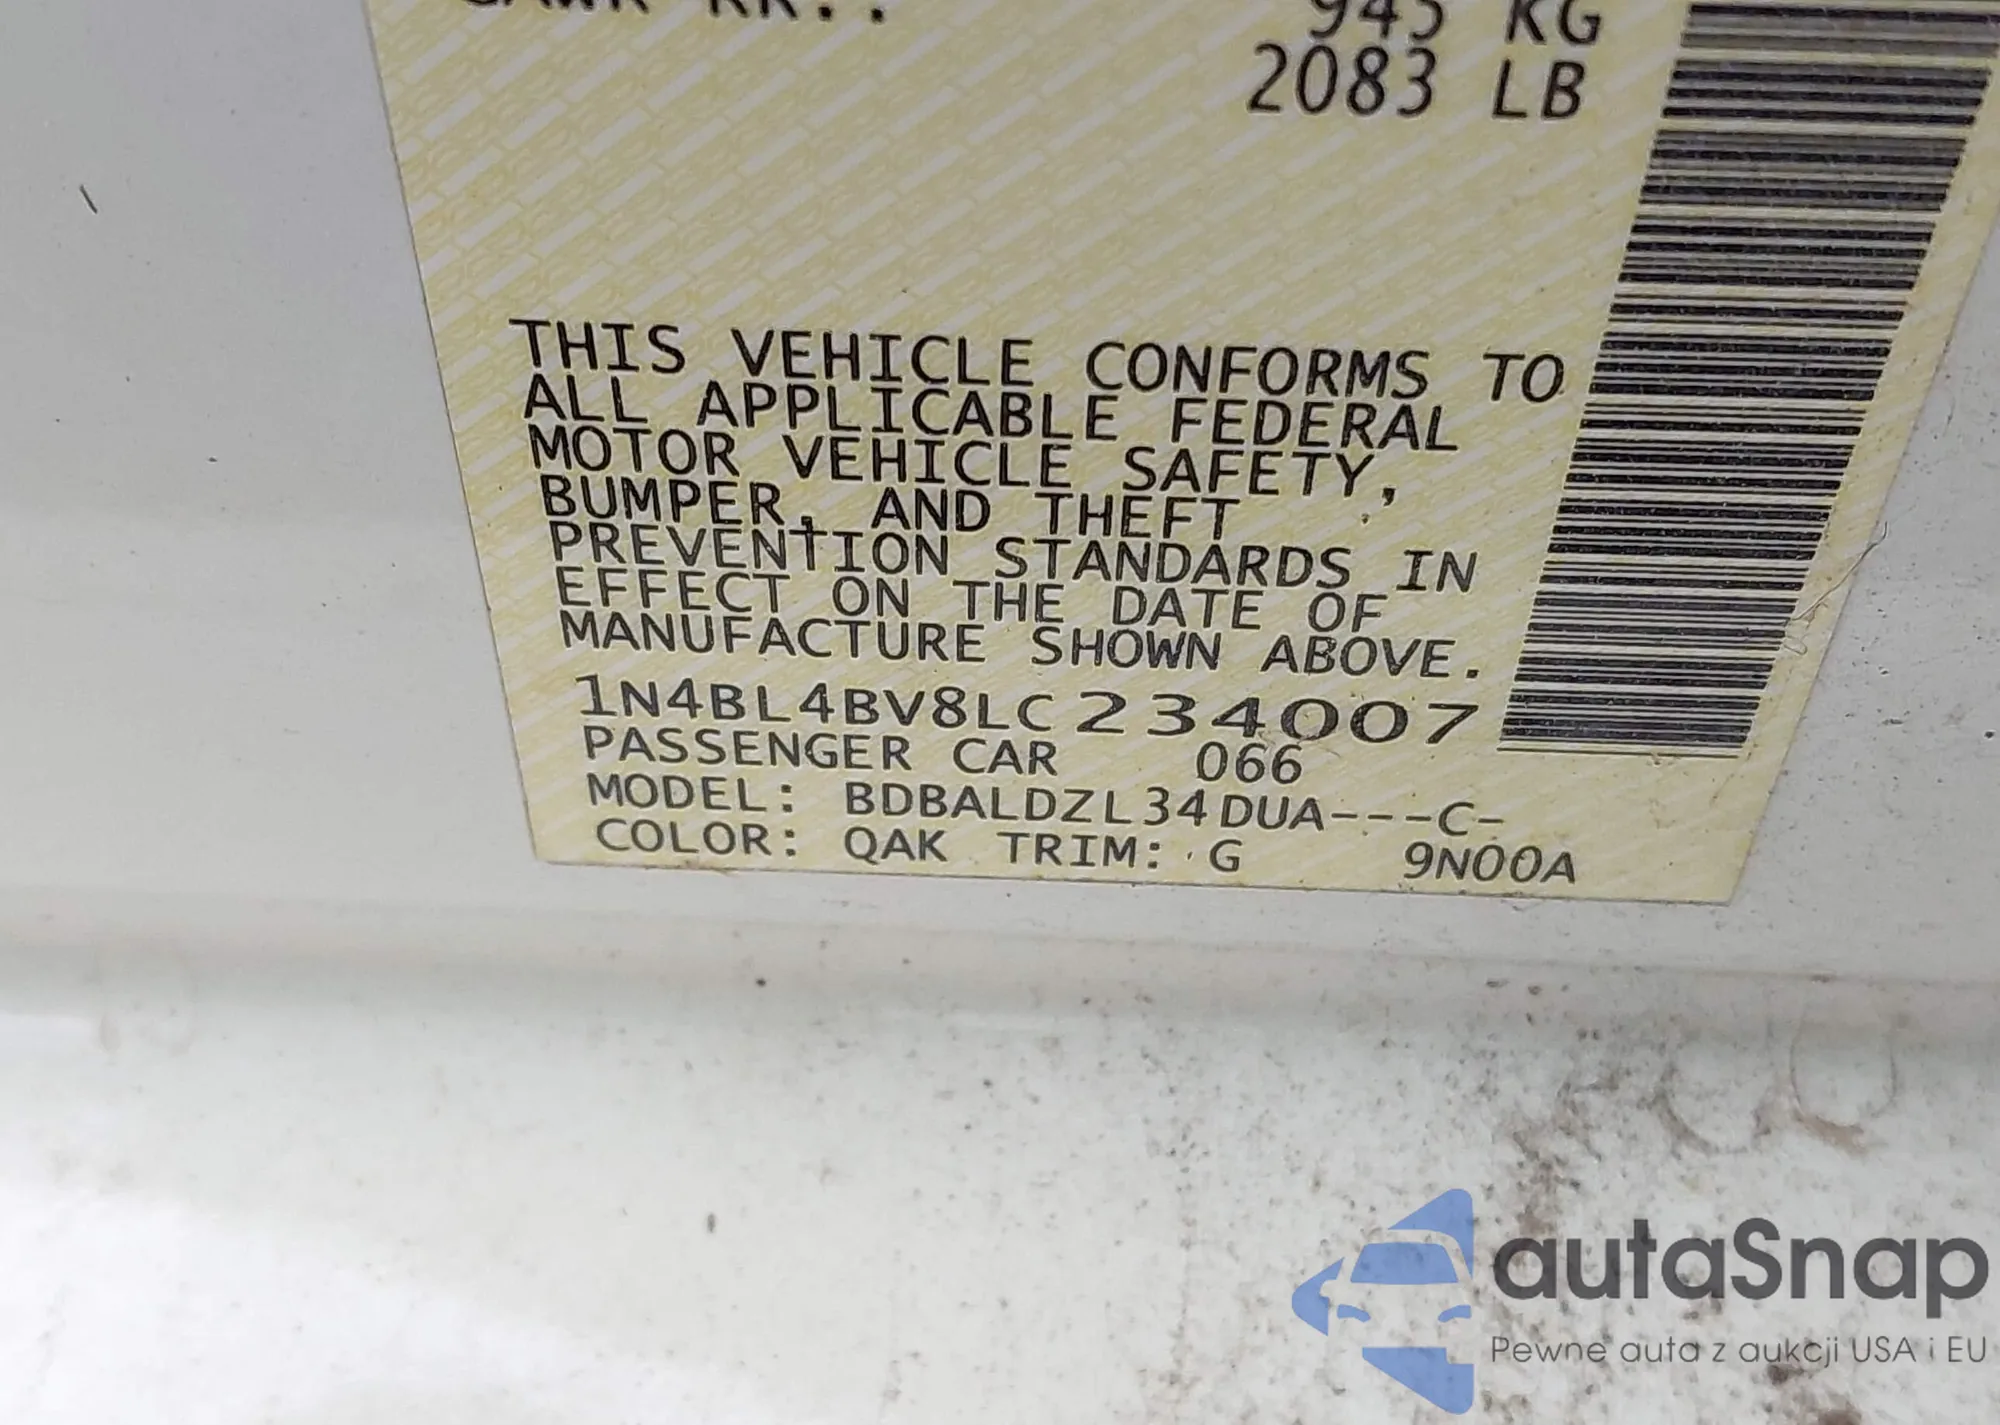 GAWR RR.:
945 KG
2083 LB
THIS VEHICLE CONFORMS TO
ALL APPLICABLE FEDERAL
MOTOR VEHICLE SAFETY,
BUMPER, AND THEFT
PREVENTION STANDARDS IN
EFFECT ON THE DATE OF
MANUFACTURE SHOWN ABOVE.
1N4BL4BV8LC234007
PASSENGER CAR 066
MODEL: BDBALDZL34DUA---C-
COLOR: QAK TRIM: G 9N00A
autaSnap
Pewne auta z aukcji USA i EU